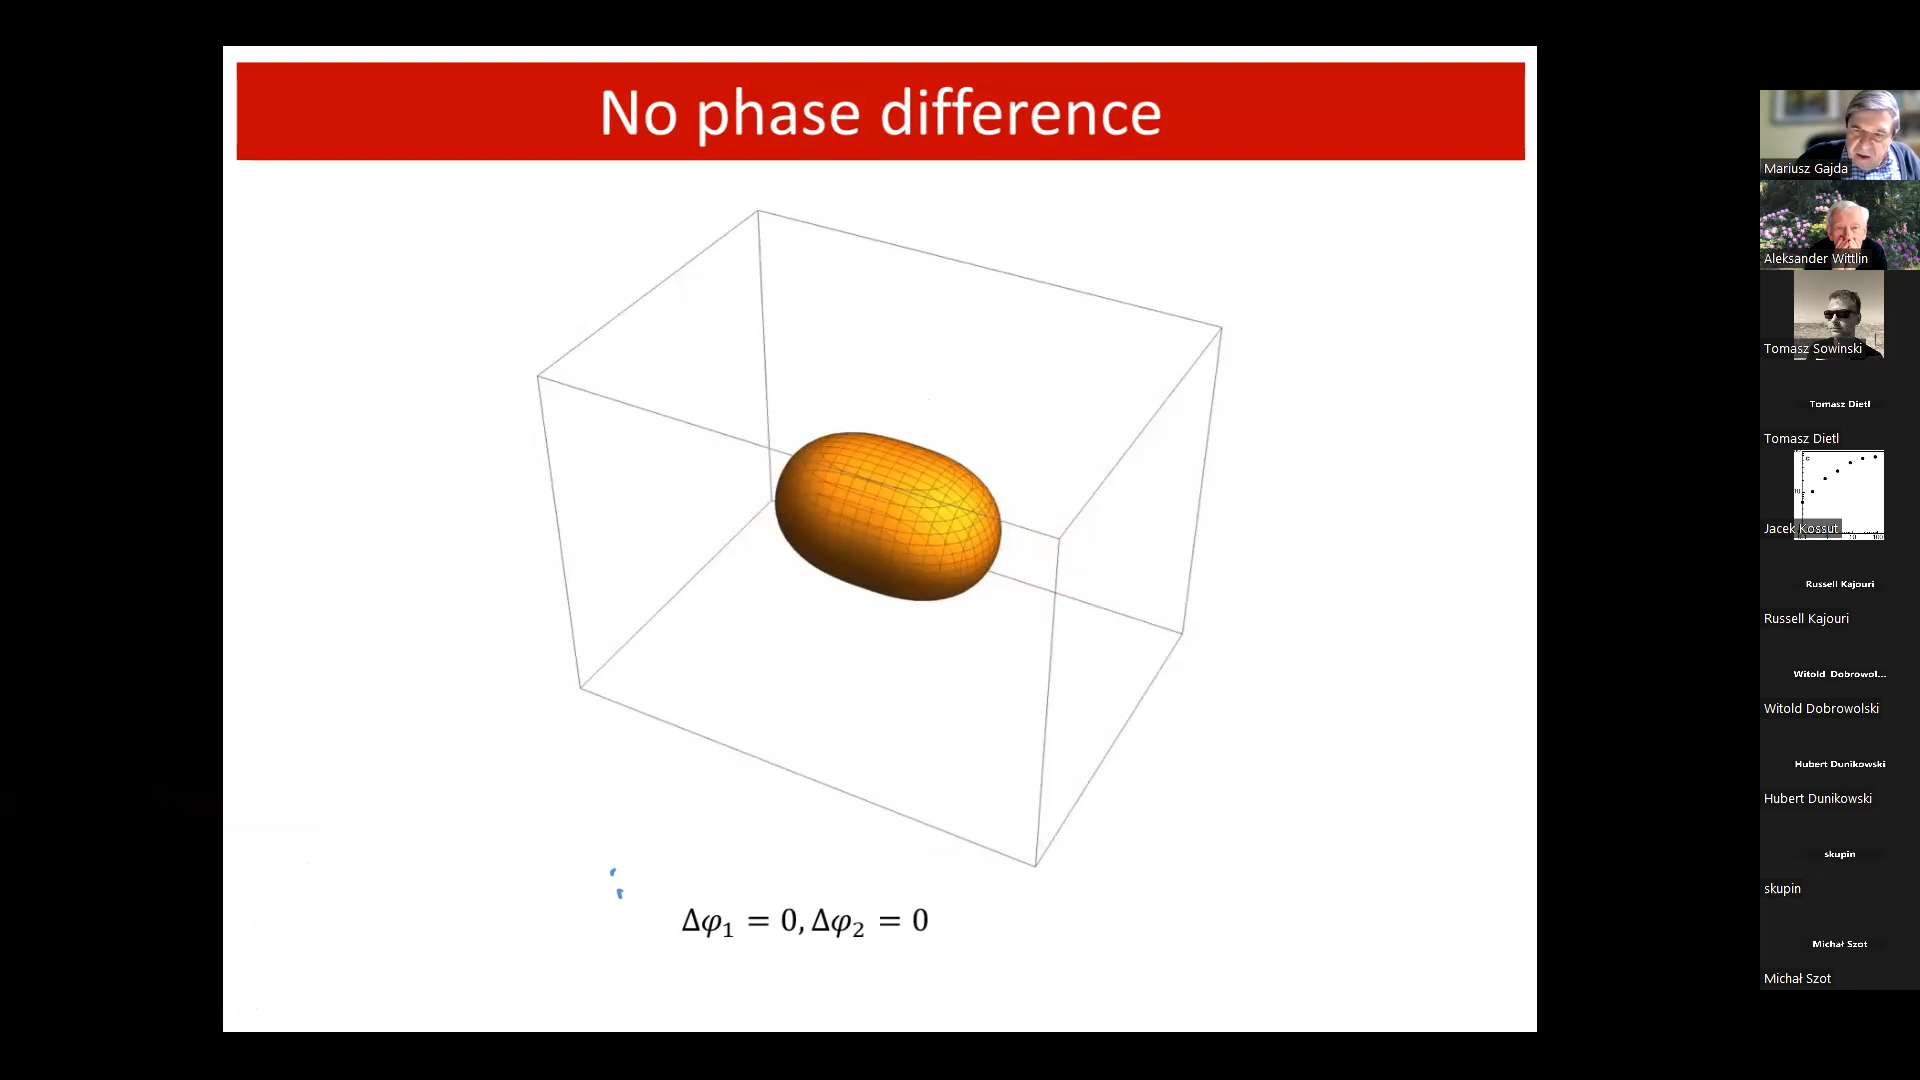 No phase difference
Δφ₁ = 0, Δφ₂ = 0
Mariusz Gajda
Aleksander Wittlin
Tomasz Sowinski
Tomasz Dietl
Tomasz Dietl
Jacek Kossut
Russell Kajouri
Russell Kajouri
Witold Dobrowol...
Witold Dobrowolski
Hubert Dunikowski
Hubert Dunikowski
skupin
skupin
Michał Szot
Michał Szot